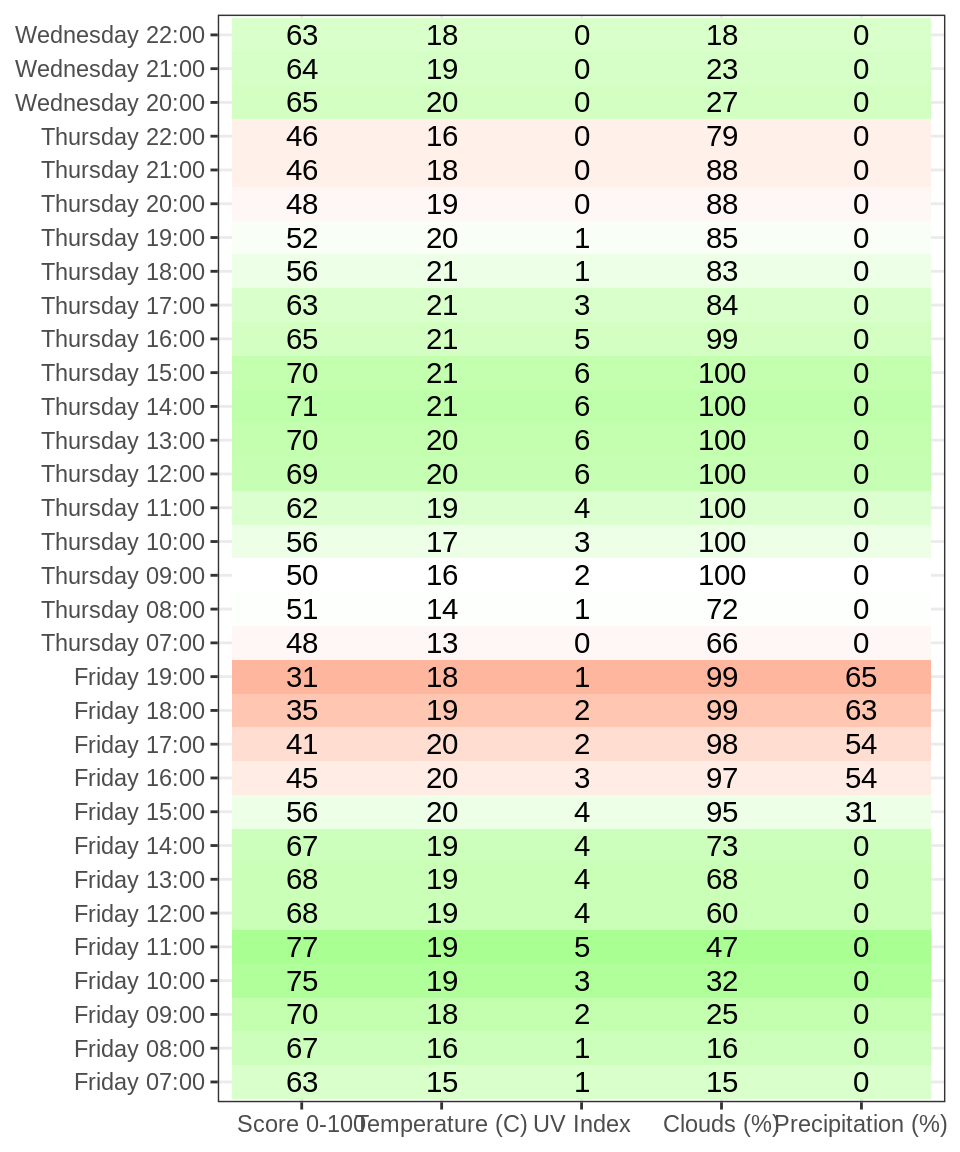 Wednesday 22:00 63 18 0 18 0
Wednesday 21:00 64 19 0 23 0
Wednesday 20:00 65 20 0 27 0
Thursday 22:00 46 16 0 79 0
Thursday 21:00 46 18 0 88 0
Thursday 20:00 48 19 0 88 0
Thursday 19:00 52 20 1 85 0
Thursday 18:00 56 21 1 83 0
Thursday 17:00 63 21 3 84 0
Thursday 16:00 65 21 5 99 0
Thursday 15:00 70 21 6 100 0
Thursday 14:00 71 21 6 100 0
Thursday 13:00 70 20 6 100 0
Thursday 12:00 69 20 6 100 0
Thursday 11:00 62 19 4 100 0
Thursday 10:00 56 17 3 100 0
Thursday 09:00 50 16 2 100 0
Thursday 08:00 51 14 1 72 0
Thursday 07:00 48 13 0 66 0
Friday 19:00 31 18 1 99 65
Friday 18:00 35 19 2 99 63
Friday 17:00 41 20 2 98 54
Friday 16:00 45 20 3 97 54
Friday 15:00 56 20 4 95 31
Friday 14:00 67 19 4 73 0
Friday 13:00 68 19 4 68 0
Friday 12:00 68 19 4 60 0
Friday 11:00 77 19 5 47 0
Friday 10:00 75 19 3 32 0
Friday 09:00 70 18 2 25 0
Friday 08:00 67 16 1 16 0
Friday 07:00 63 15 1 15 0
Score 0-100 Temperature (C) UV Index Clouds (%) Precipitation (%)